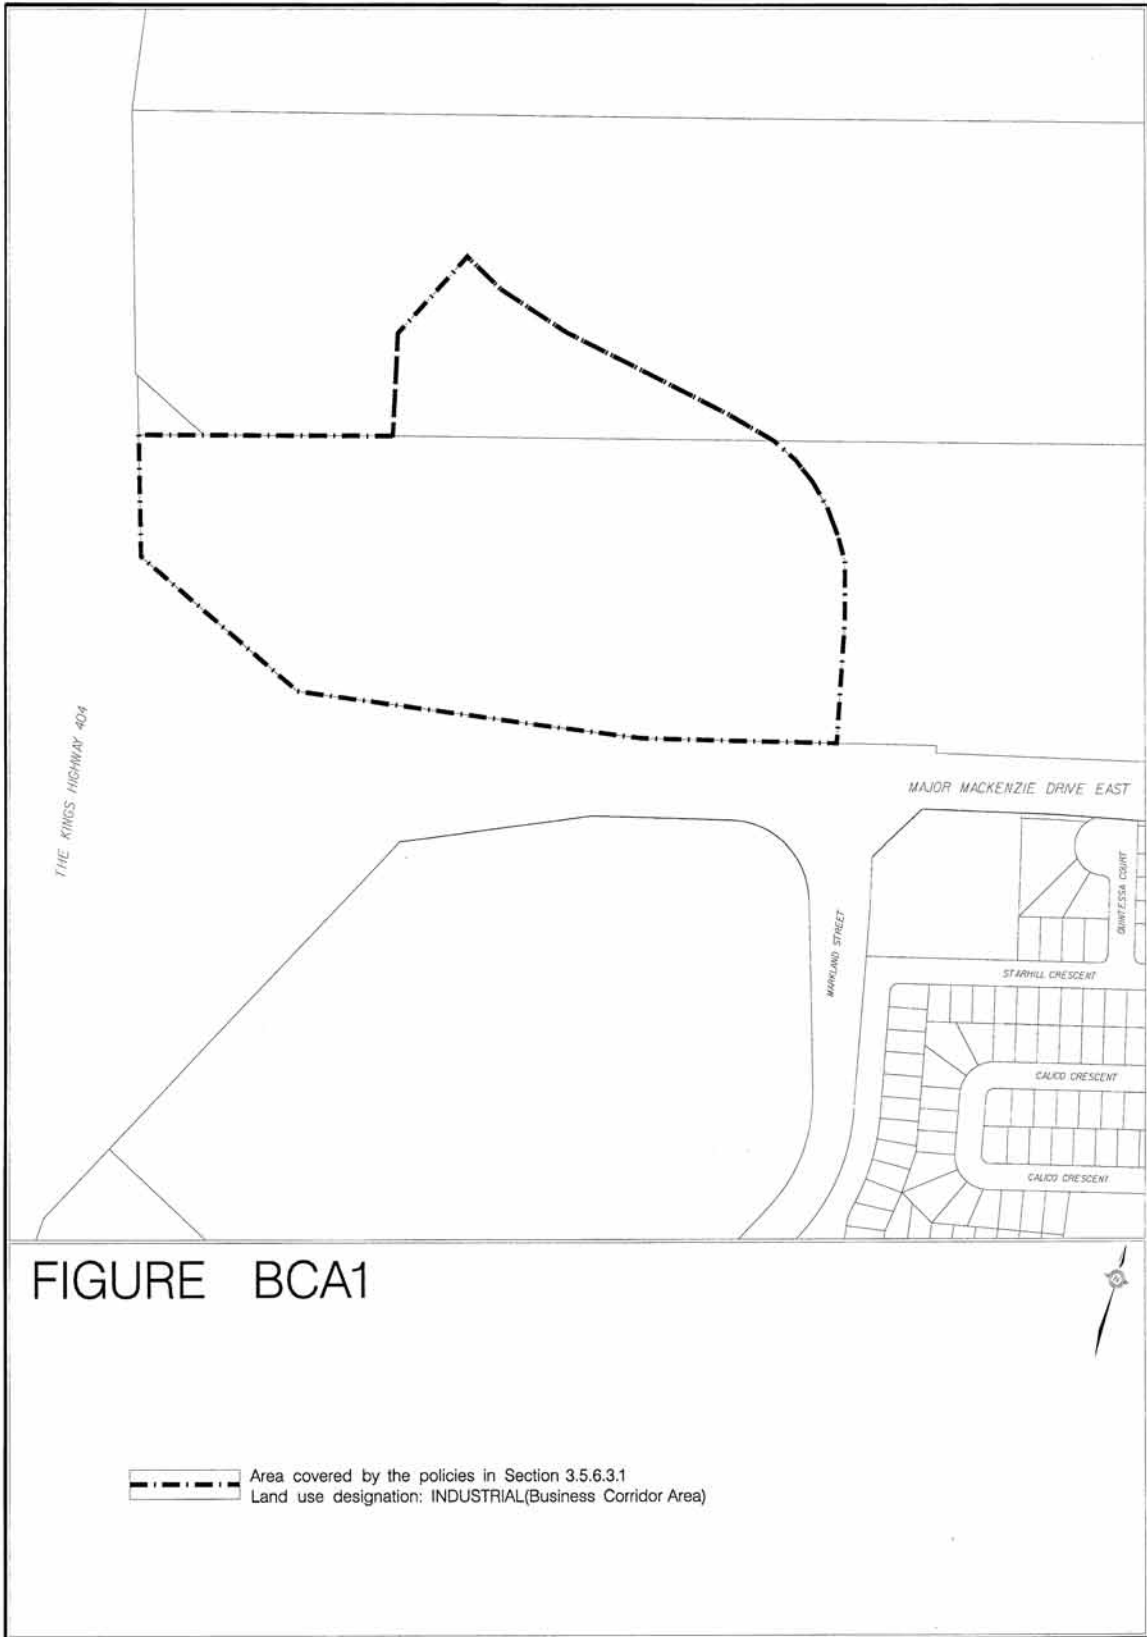 THE KINGS HIGHWAY 404
MAJOR MACKENZIE DRIVE EAST
MARKLAND STREET
QUINTESSA COURT
STARHILL CRESCENT
CALICO CRESCENT
CALICO CRESCENT
FIGURE BCA1
N
Area covered by the policies in Section 3.5.6.3.1
Land use designation: INDUSTRIAL(Business Corridor Area)